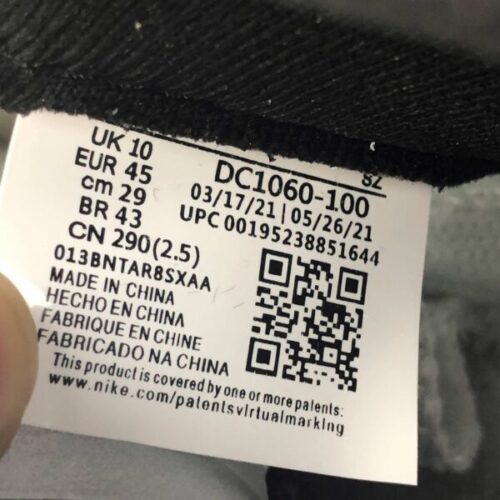 UK 10
EUR 45
cm 29
BR 43
CN 290(2.5)
SZ
DC1060-100
03/17/21 | 05/26/21
UPC 00195238851644
013BNTAR8SXAA
MADE IN CHINA
HECHO EN CHINA
FABRIQUE EN CHINE
FABRICADO NA CHINA
This product is covered by one or more patents:
www.nike.com/patentsvirtualmarking